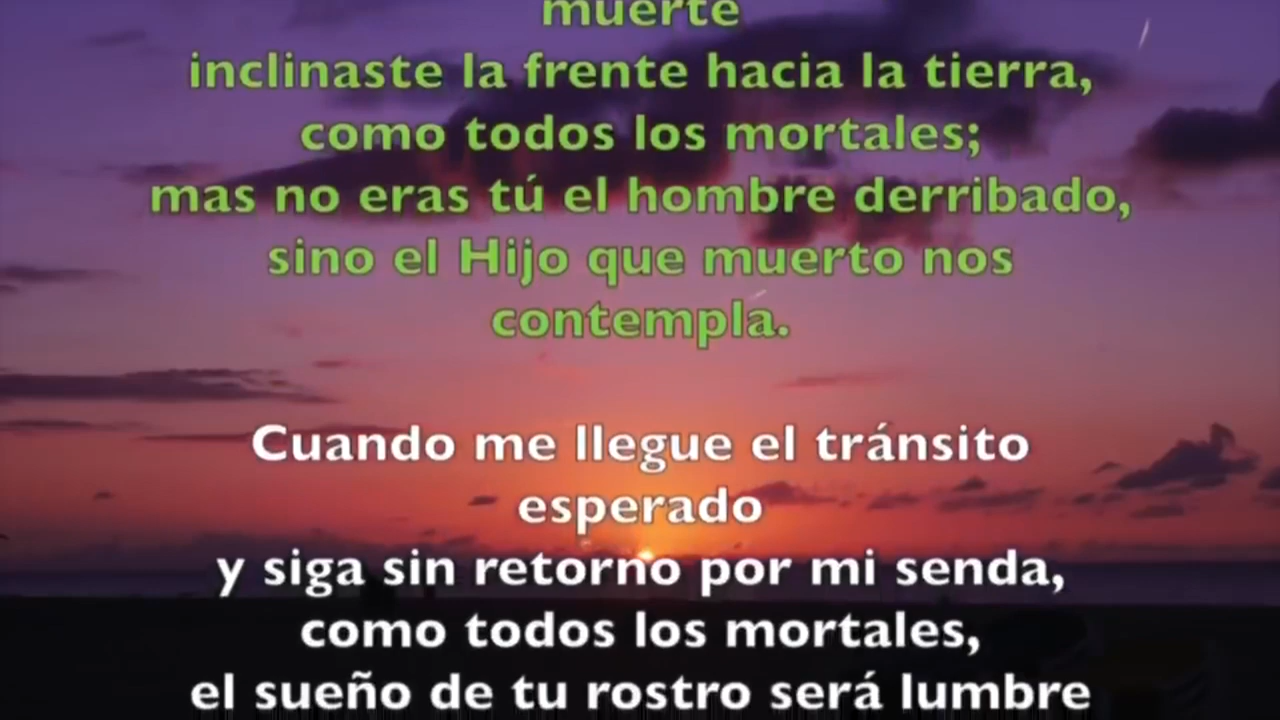 muerte
inclinaste la frente hacia la tierra,
como todos los mortales;
mas no eras tú el hombre derribado,
sino el Hijo que muerto nos
contempla.
Cuando me llegue el tránsito
esperado
y siga sin retorno por mi senda,
como todos los mortales,
el sueño de tu rostro será lumbre